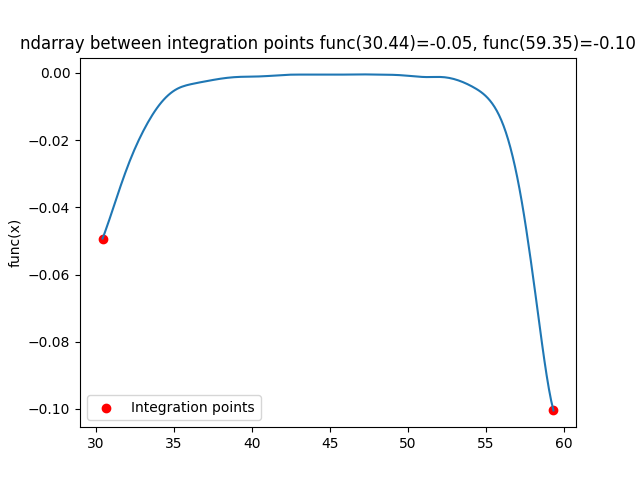 ndarray between integration points func(30.44)=-0.05, func(59.35)=-0.10
0.00
−0.02
−0.04
−0.06
−0.08
−0.10
func(x)
Integration points
30 35 40 45 50 55 60